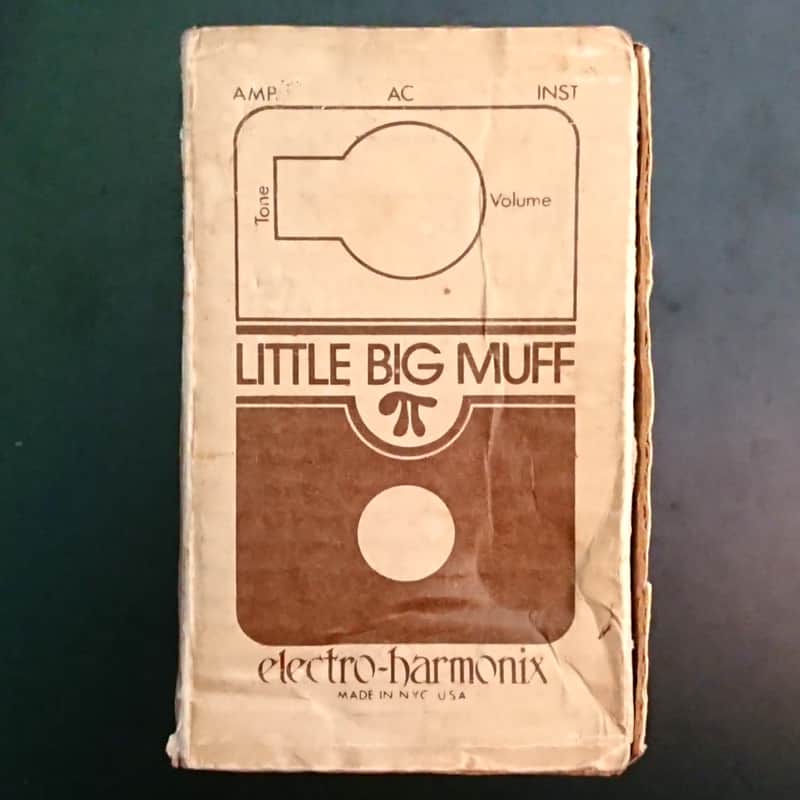 AMP. AC INST
Tone
Volume
LITTLE BIG MUFF
π
electro-harmonix
MADE IN NYC USA